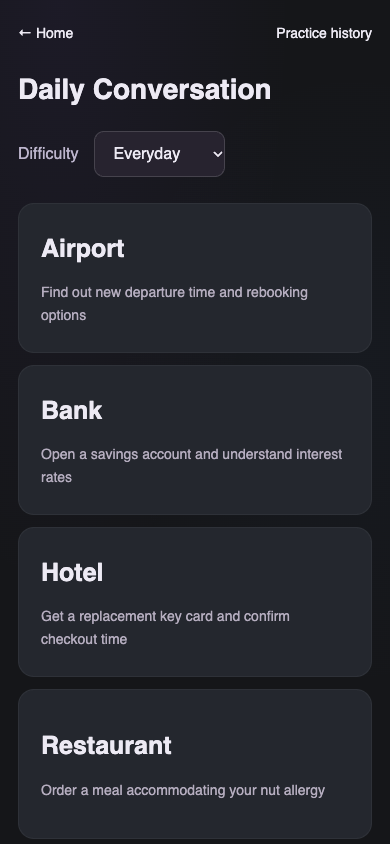 ← Home
Practice history
Daily Conversation
Difficulty
Everyday
Airport
Find out new departure time and rebooking
options
Bank
Open a savings account and understand interest
rates
Hotel
Get a replacement key card and confirm
checkout time
Restaurant
Order a meal accommodating your nut allergy